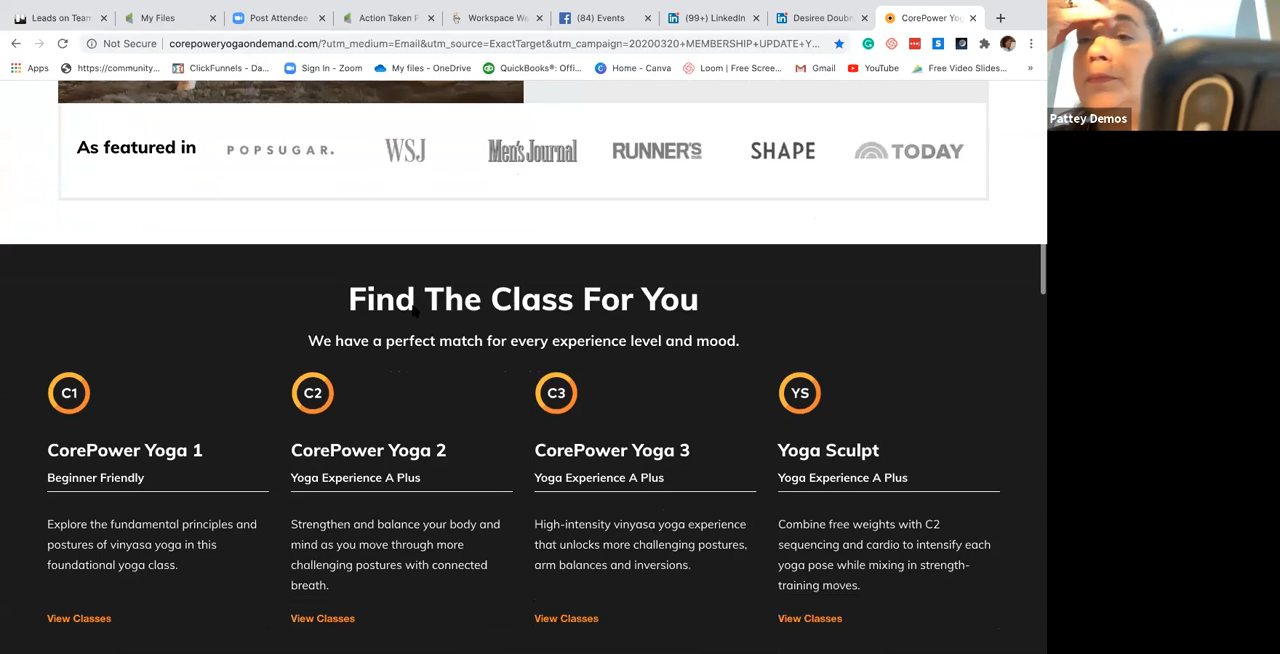 Leads on Team
My Files
Post Attendee
Action Taken F
Workspace We
(84) Events
(99+) LinkedIn
Desiree Doubr
CorePower Yog
Not Secure
corepoweryogaondemand.com/?utm_medium=Email&utm_source=ExactTarget&utm_campaign=20200320+MEMBERSHIP+UPDATE+Y...
Apps
https://community...
ClickFunnels - Da...
Sign In - Zoom
My files - OneDrive
QuickBooks®: Offi...
Home - Canva
Loom | Free Scree...
Gmail
YouTube
Free Video Slides...
»
Pattey Demos
As featured in
POPSUGAR.
WSJ
Men's Journal
RUNNER'S
SHAPE
TODAY
Find The Class For You
We have a perfect match for every experience level and mood.
C1
CorePower Yoga 1
Beginner Friendly
Explore the fundamental principles and
postures of vinyasa yoga in this
foundational yoga class.
View Classes
C2
CorePower Yoga 2
Yoga Experience A Plus
Strengthen and balance your body and
mind as you move through more
challenging postures with connected
breath.
View Classes
C3
CorePower Yoga 3
Yoga Experience A Plus
High-intensity vinyasa yoga experience
that unlocks more challenging postures,
arm balances and inversions.
View Classes
YS
Yoga Sculpt
Yoga Experience A Plus
Combine free weights with C2
sequencing and cardio to intensify each
yoga pose while mixing in strength-
training moves.
View Classes